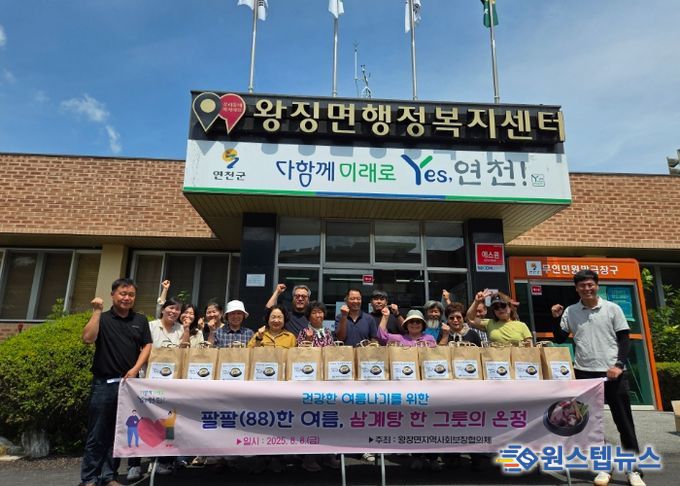 왕징면행정복지센터
연천군
다함께 미래로 Yes, 연천!
에스원
무인민원발급창구
건강한 여름나기를 위한
팔팔(88)한 여름, 삼계탕 한 그릇의 온정
▶일시 : 2025. 8. 8.(금) ▶주최 : 왕징면지역사회보장협의체
원스텝뉴스